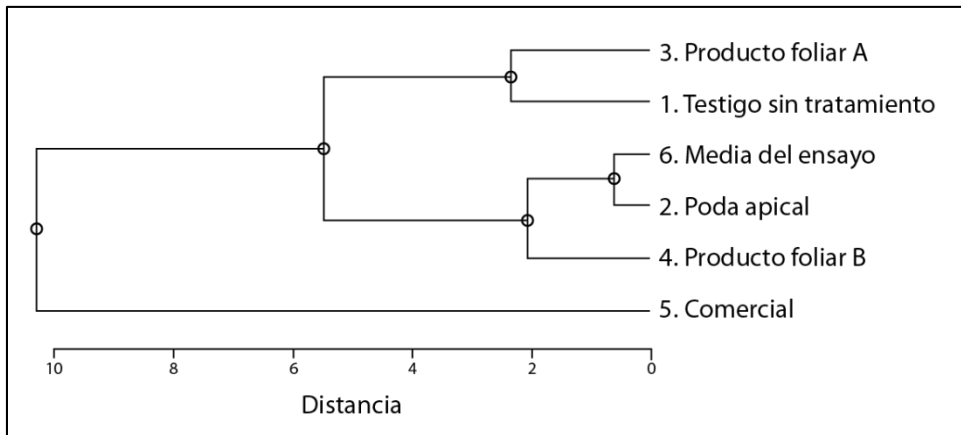 3. Producto foliar A
1. Testigo sin tratamiento
6. Media del ensayo
2. Poda apical
4. Producto foliar B
5. Comercial
10 8 6 4 2 0
Distancia